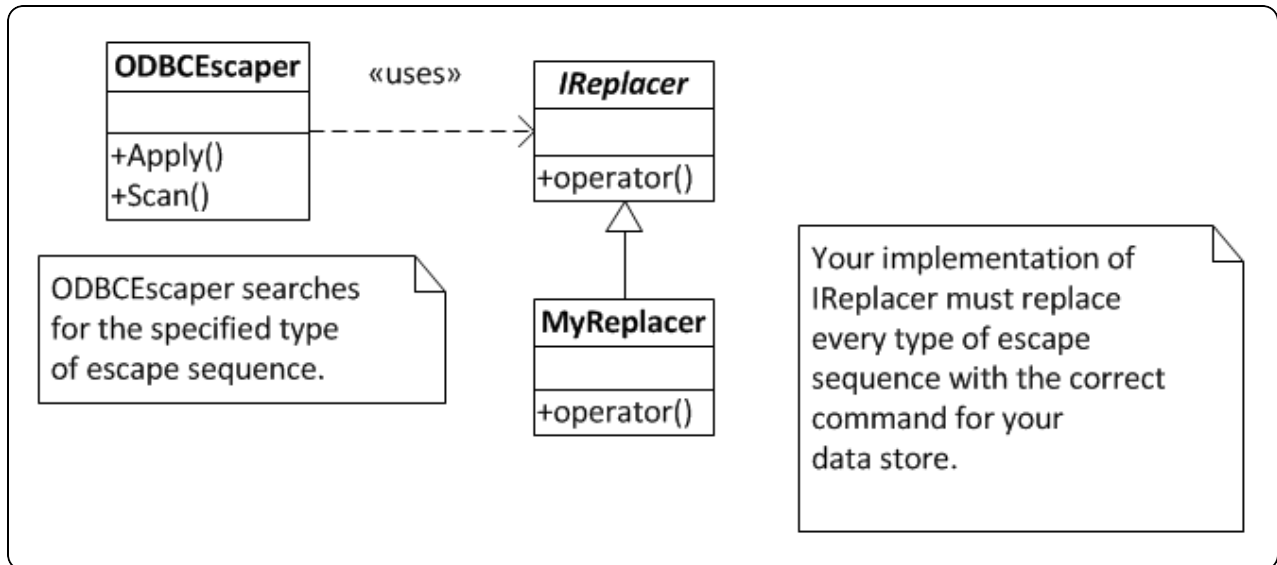 ODBCEscaper
+Apply()
+Scan()
«uses»
IReplacer
+operator()
MyReplacer
+operator()
ODBCEscaper searches
for the specified type
of escape sequence.
Your implementation of
IReplacer must replace
every type of escape
sequence with the correct
command for your
data store.